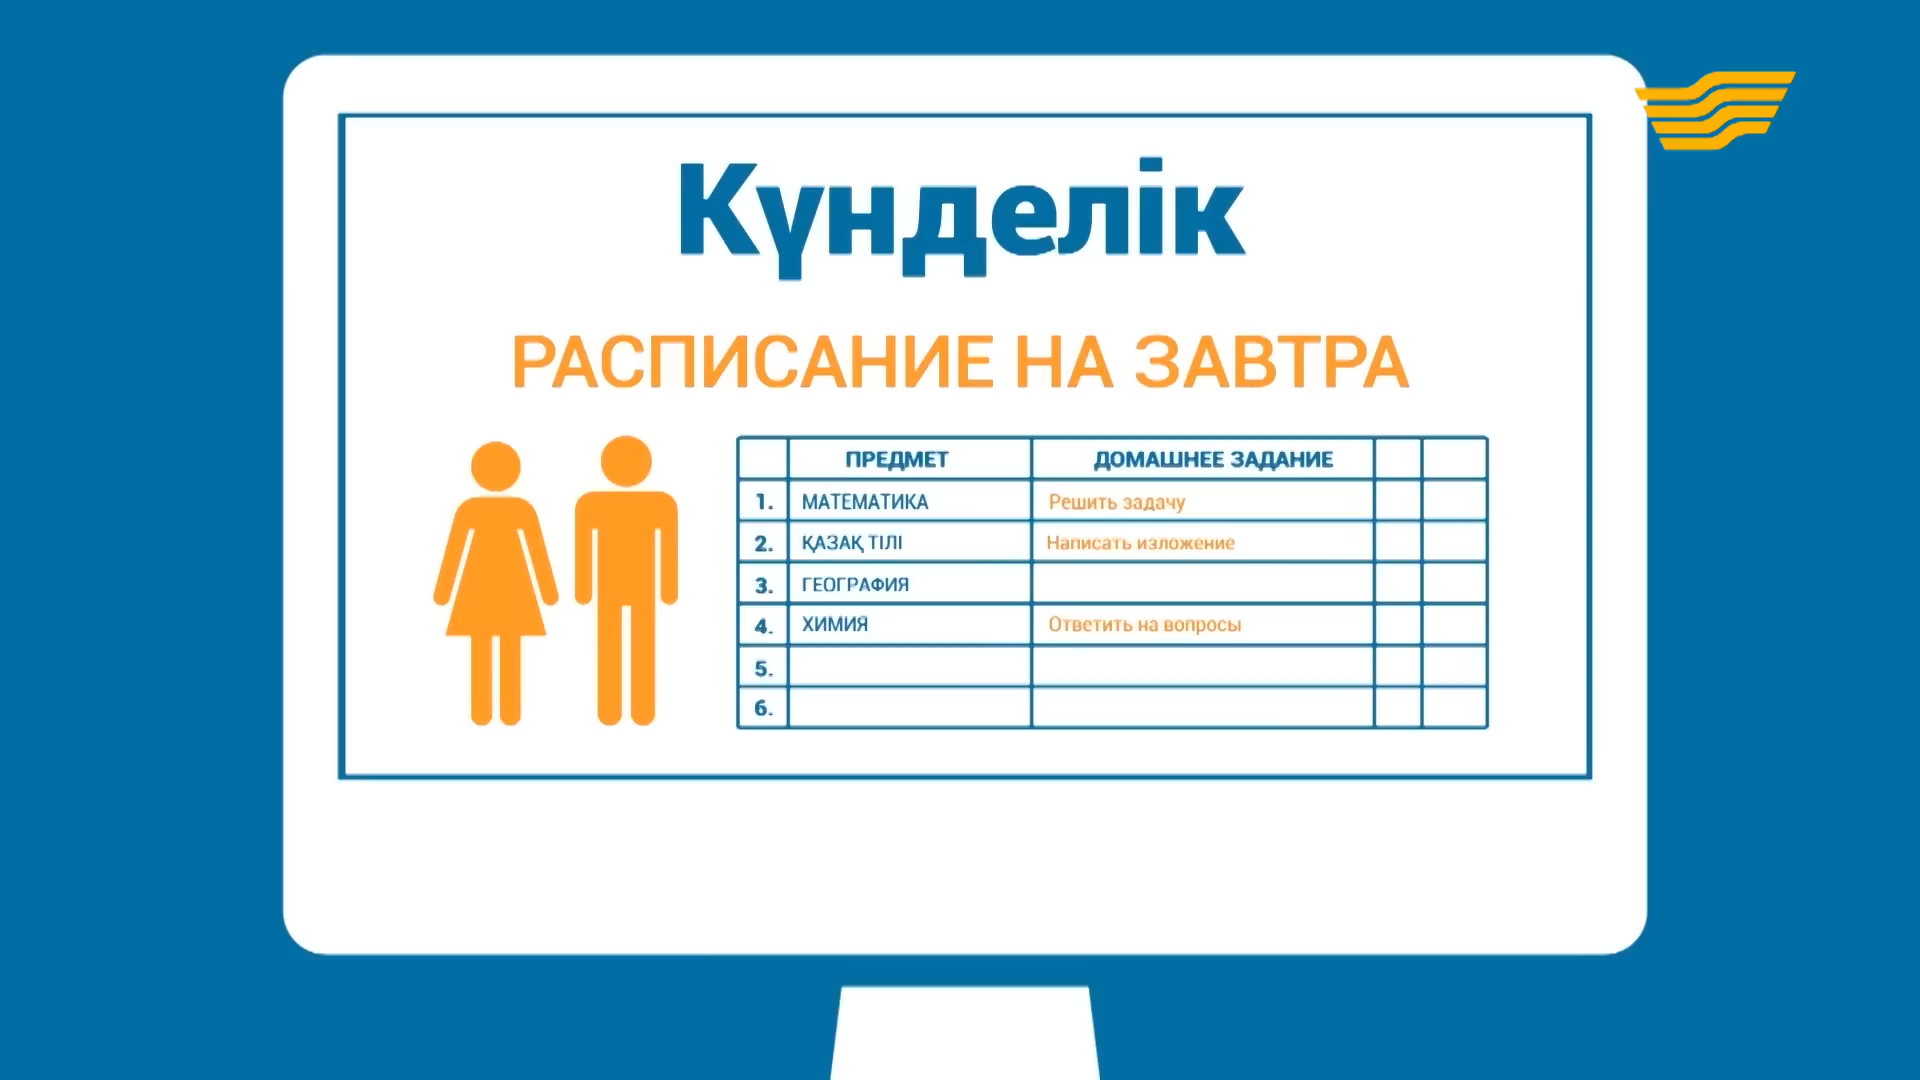 Күнделік
РАСПИСАНИЕ НА ЗАВТРА
ПРЕДМЕТ ДОМАШНЕЕ ЗАДАНИЕ
1. МАТЕМАТИКА Решить задачу
2. ҚАЗАҚ ТІЛІ Написать изложение
3. ГЕОГРАФИЯ
4. ХИМИЯ Ответить на вопросы
5.
6.